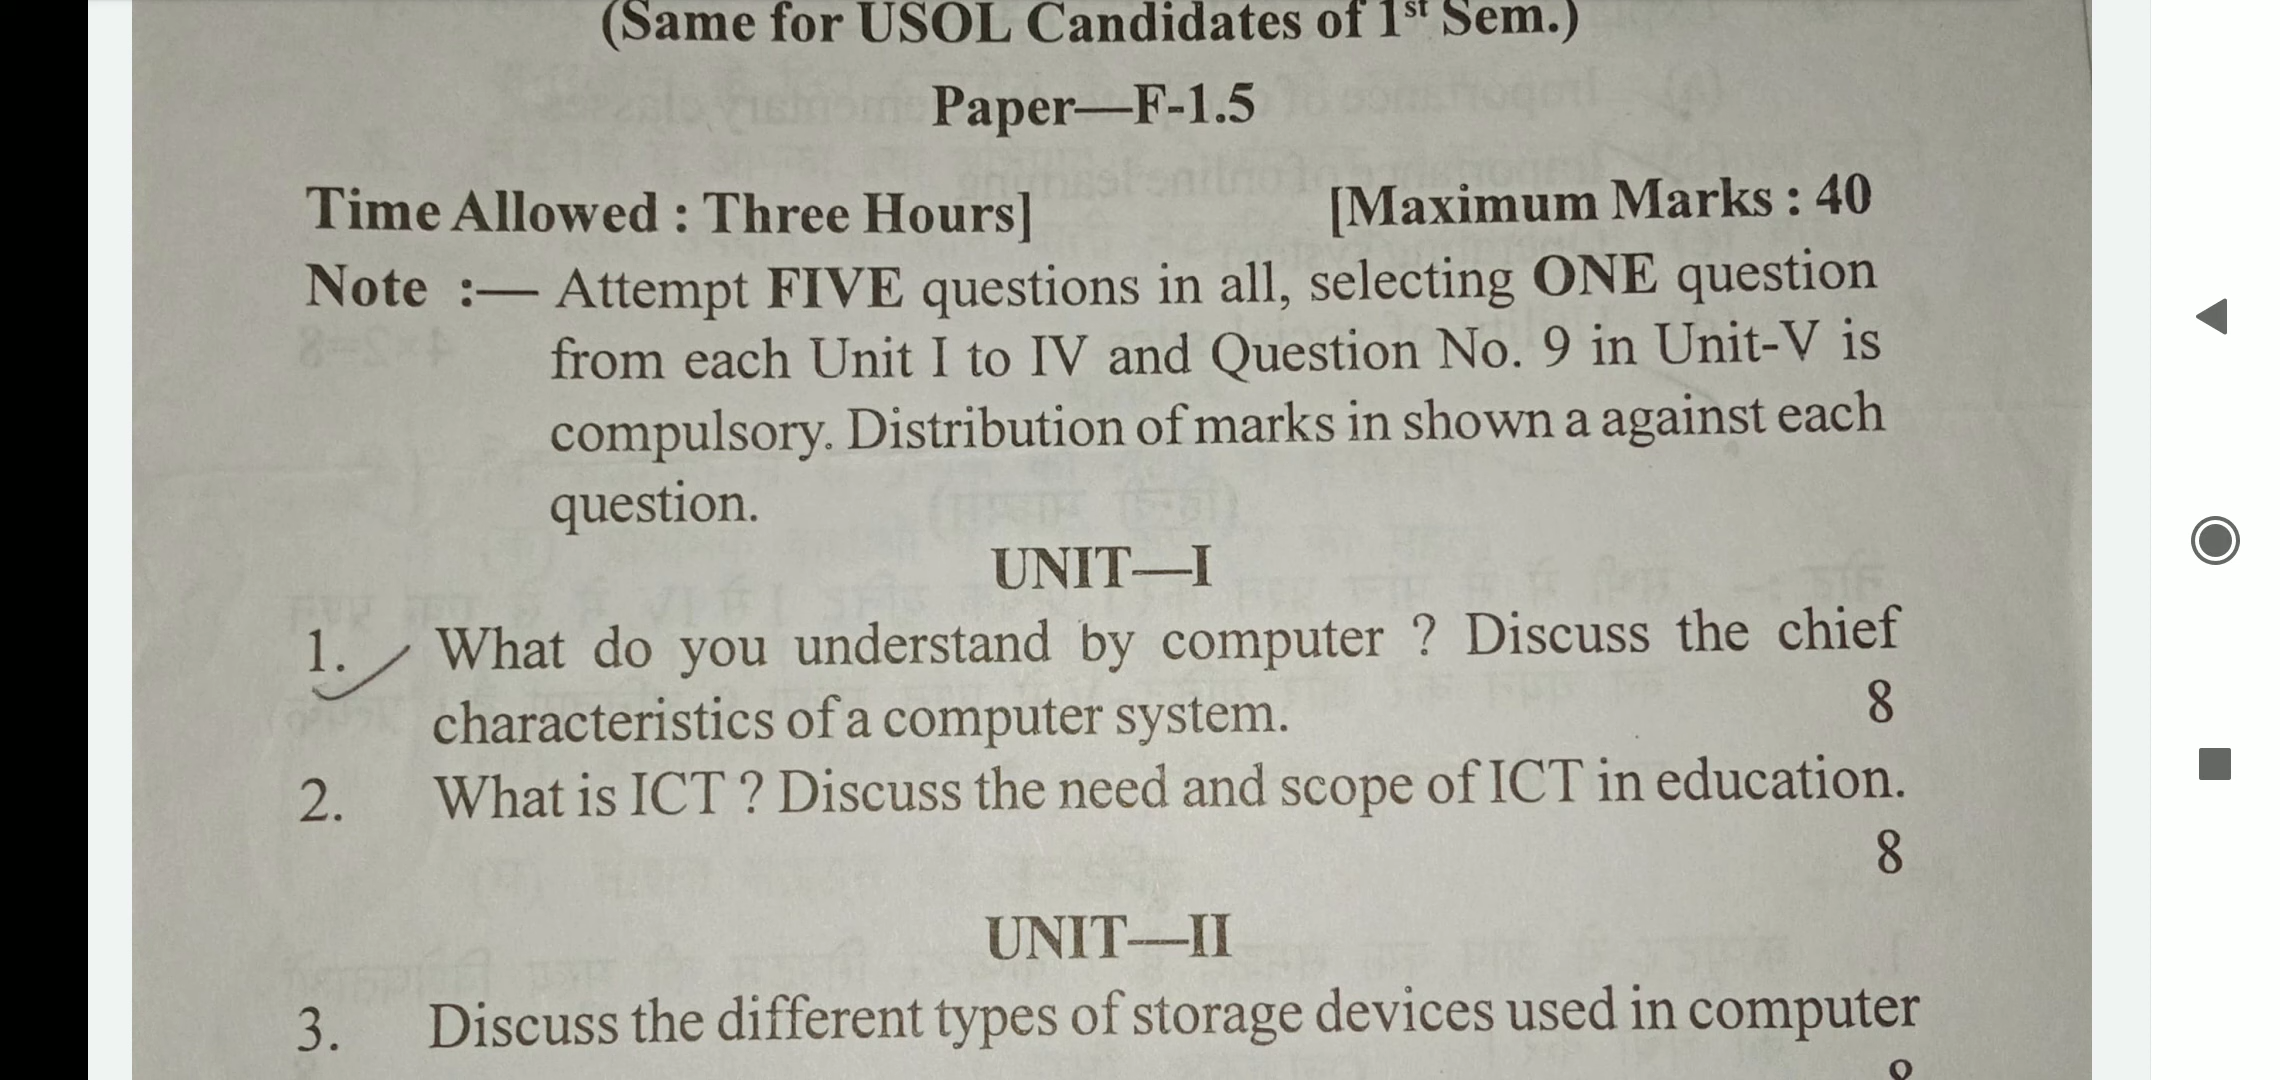 (Same for USOL Candidates of 1st Sem.)
Paper—F-1.5
Time Allowed : Three Hours] [Maximum Marks : 40
Note :— Attempt FIVE questions in all, selecting ONE question
from each Unit I to IV and Question No. 9 in Unit-V is
compulsory. Distribution of marks in shown a against each
question.
UNIT—I
1. What do you understand by computer ? Discuss the chief
characteristics of a computer system. 8
2. What is ICT ? Discuss the need and scope of ICT in education.
8
UNIT—II
3. Discuss the different types of storage devices used in computer